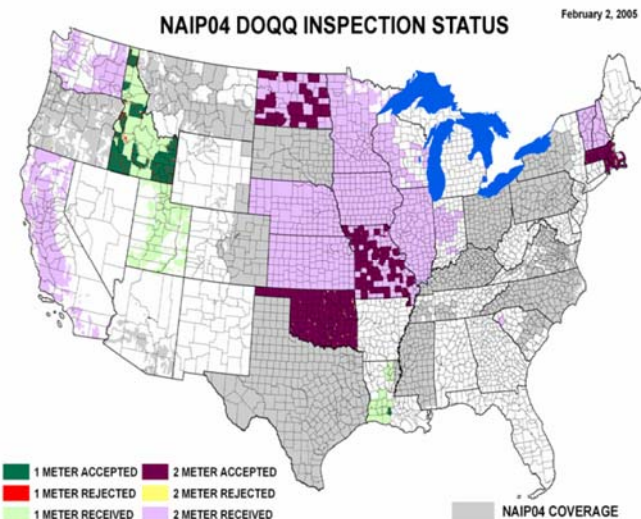 February 2, 2005
NAIP04 DOQQ INSPECTION STATUS
1 METER ACCEPTED
2 METER ACCEPTED
1 METER REJECTED
2 METER REJECTED
1 METER RECEIVED
2 METER RECEIVED
NAIP04 COVERAGE